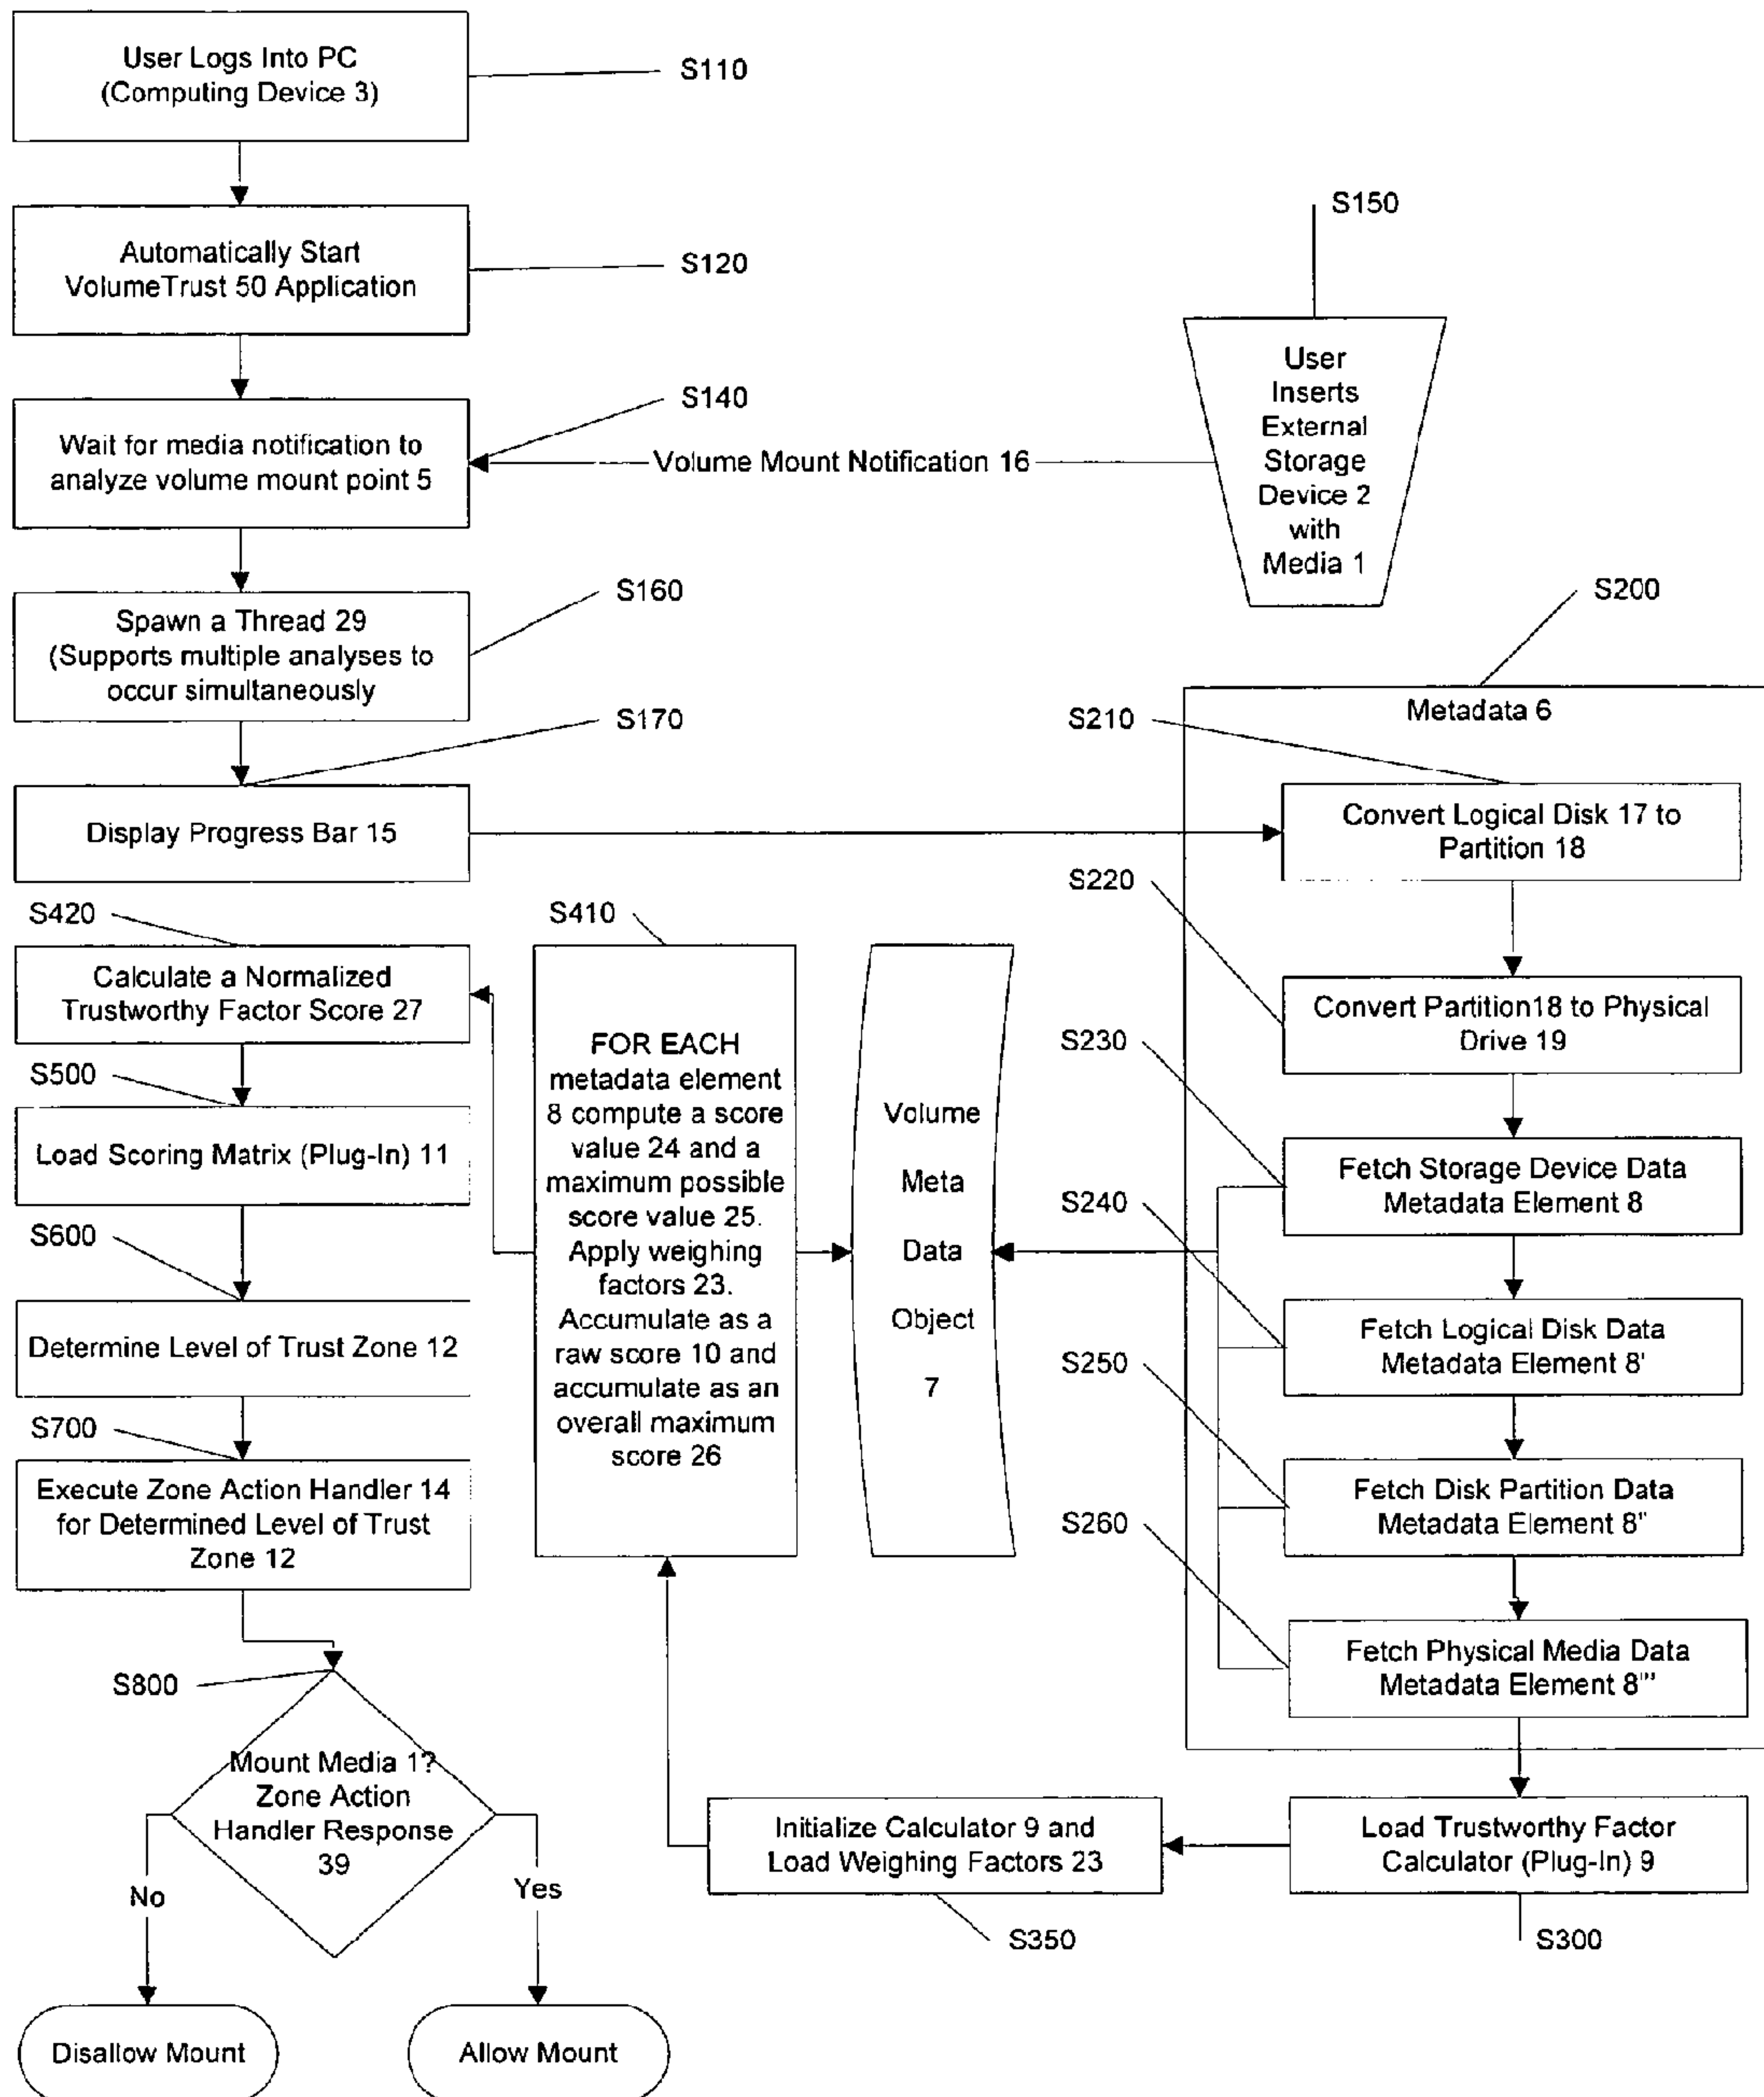 User Logs Into PC
(Computing Device 3)
S110
Automatically Start
VolumeTrust 50 Application
S120
S150
User
Inserts
External
Storage
Device 2
with
Media 1
Wait for media notification to
analyze volume mount point 5
S140
Volume Mount Notification 16
Spawn a Thread 29
(Supports multiple analyses to
occur simultaneously
S160
S200
Metadata 6
Display Progress Bar 15
S170
S210
Convert Logical Disk 17 to
Partition 18
S220
Convert Partition18 to Physical
Drive 19
S230
Fetch Storage Device Data
Metadata Element 8
S240
Fetch Logical Disk Data
Metadata Element 8'
S250
Fetch Disk Partition Data
Metadata Element 8"
S260
Fetch Physical Media Data
Metadata Element 8'"
Volume
Meta
Data
Object
7
Load Trustworthy Factor
Calculator (Plug-In) 9
S300
Initialize Calculator 9 and
Load Weighing Factors 23
S350
S410
FOR EACH
metadata element
8 compute a score
value 24 and a
maximum possible
score value 25.
Apply weighing
factors 23.
Accumulate as a
raw score 10 and
accumulate as an
overall maximum
score 26
S420
Calculate a Normalized
Trustworthy Factor Score 27
S500
Load Scoring Matrix (Plug-In) 11
S600
Determine Level of Trust Zone 12
S700
Execute Zone Action Handler 14
for Determined Level of Trust
Zone 12
S800
Mount Media 1?
Zone Action
Handler Response
39
No
Yes
Disallow Mount
Allow Mount